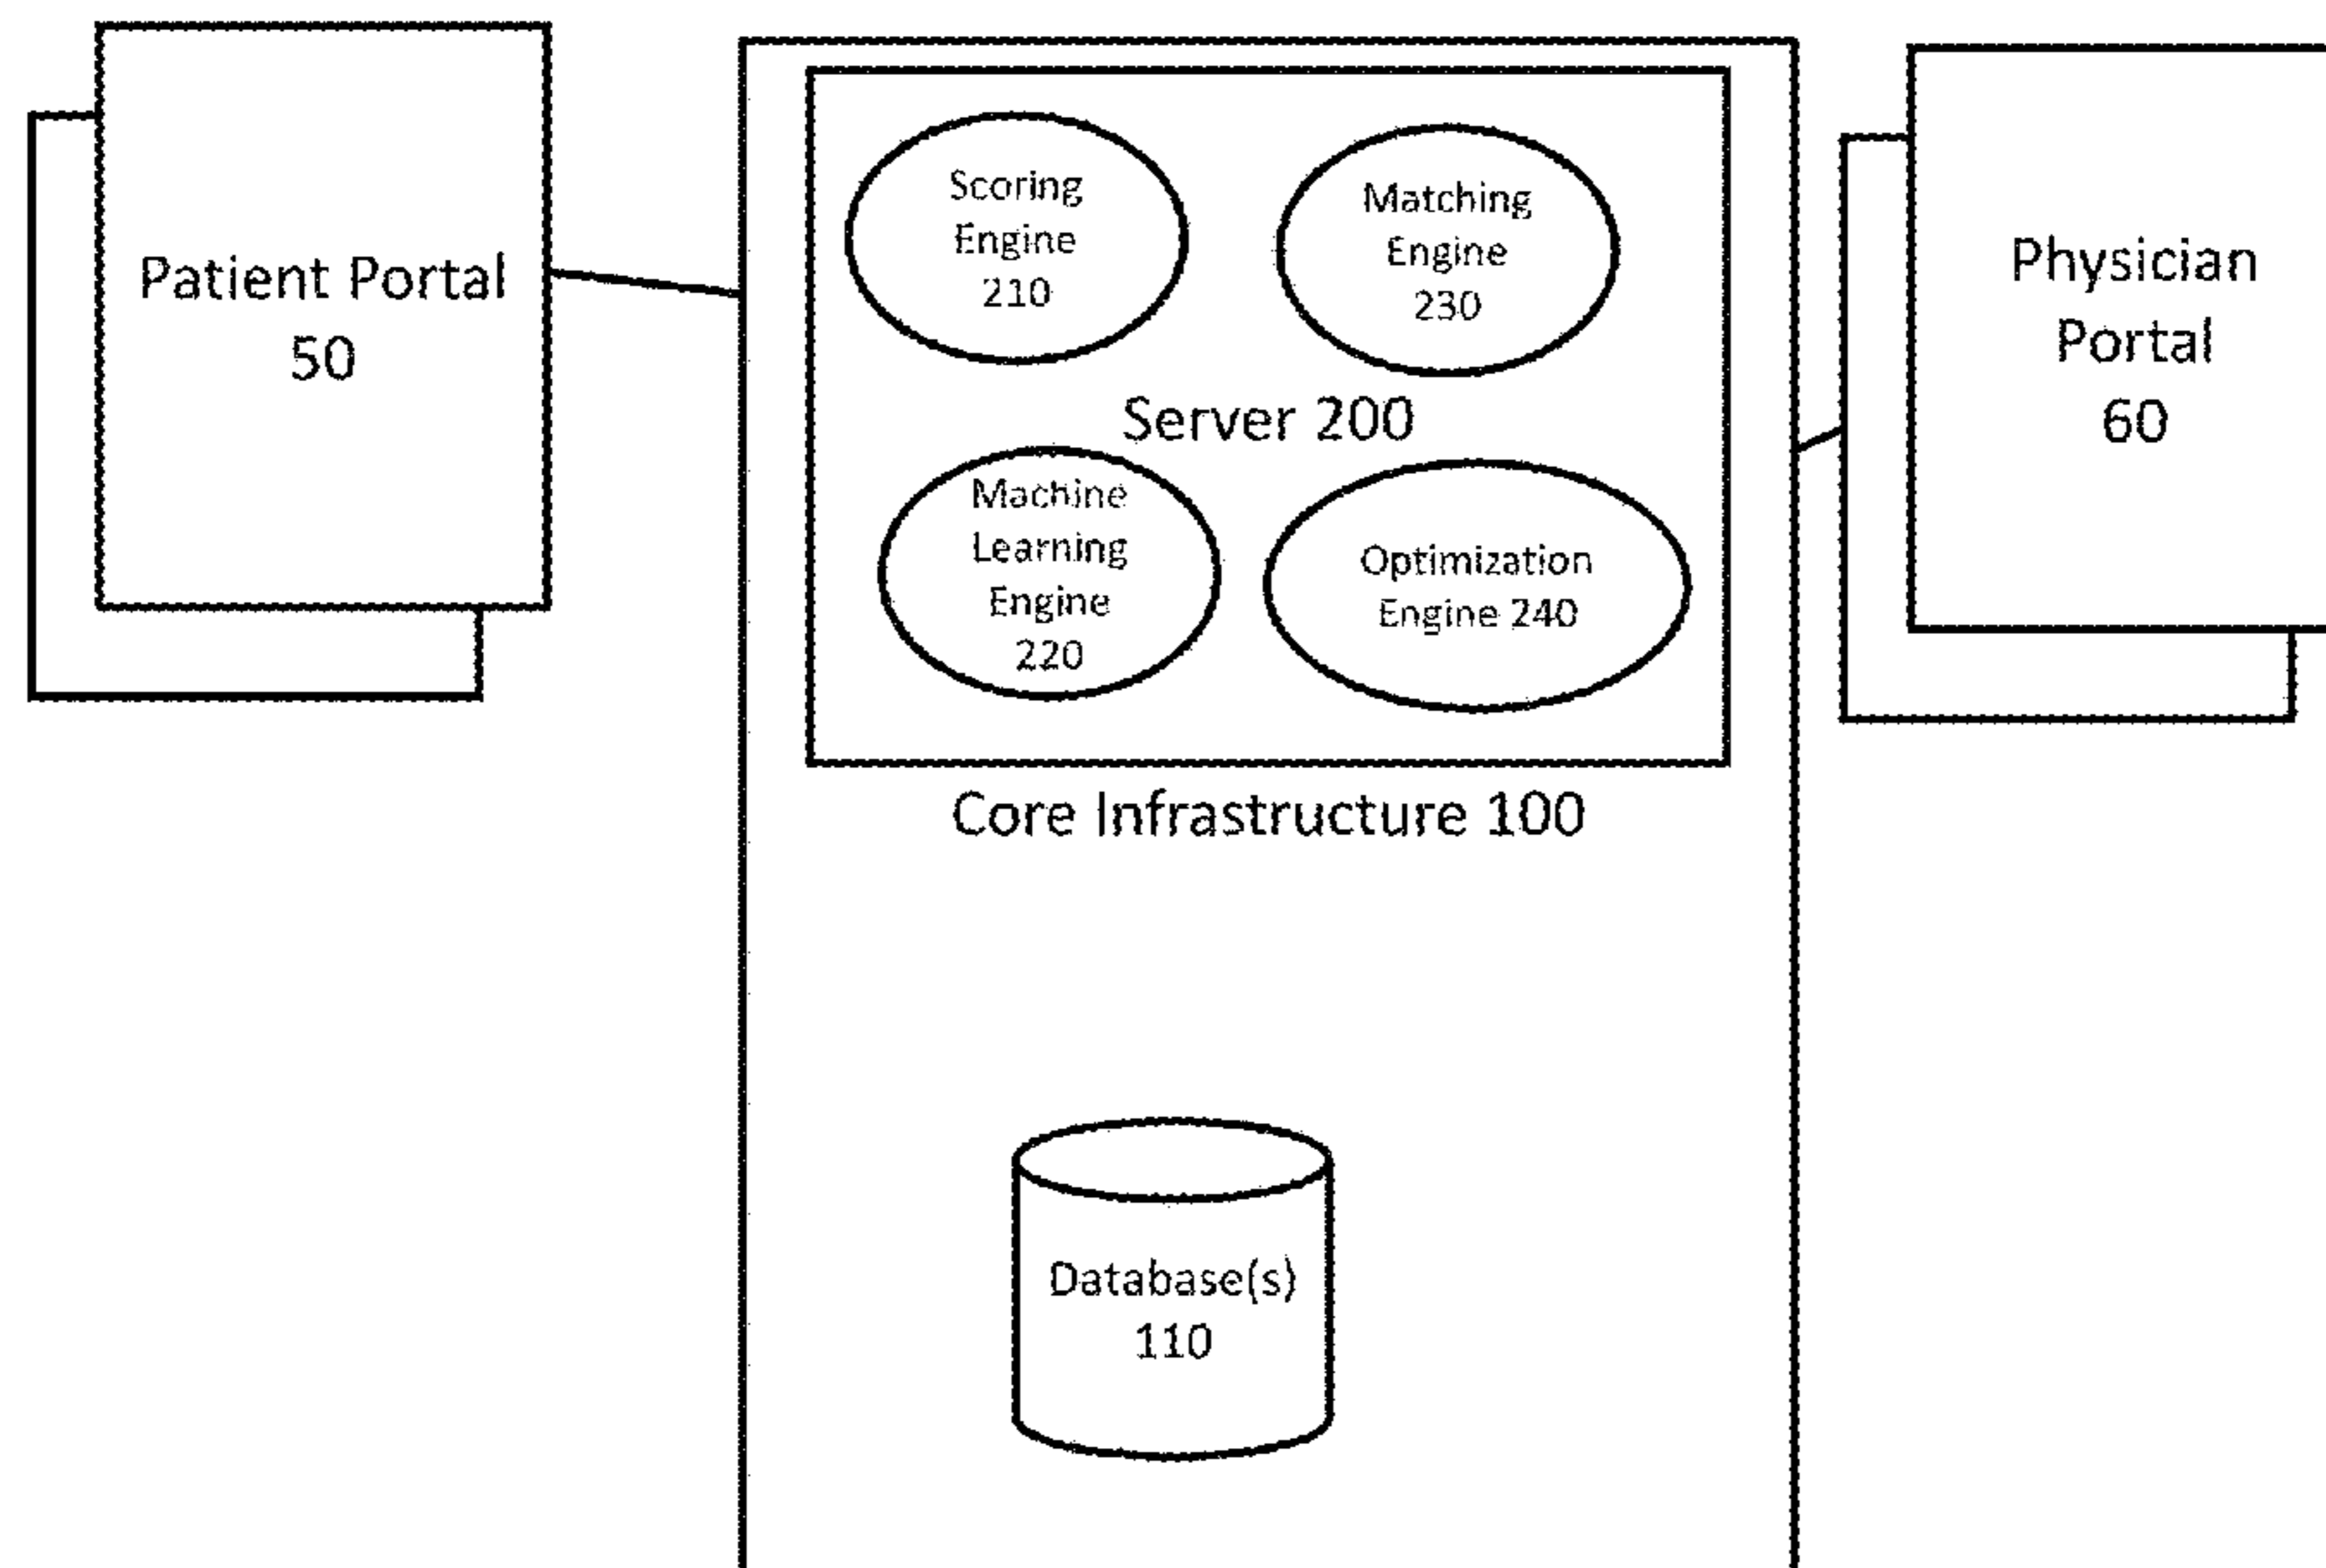 Patient Portal
50
Scoring
Engine
210
Matching
Engine
230
Server 200
Machine
Learning
Engine
220
Optimization
Engine 240
Core Infrastructure 100
Database(s)
110
Physician
Portal
60